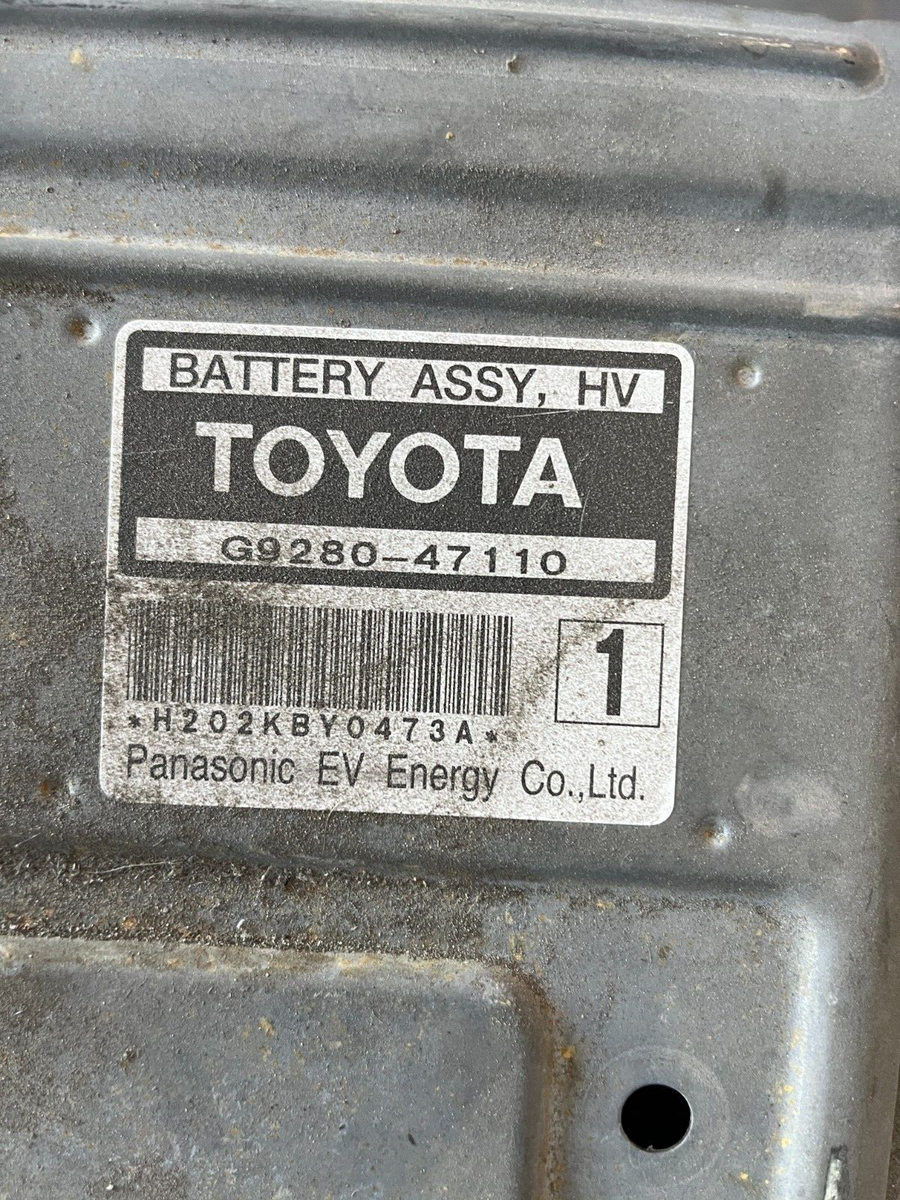 BATTERY ASSY, HV
TOYOTA
G9280-47110
1
*H202KBY0473A*
Panasonic EV Energy Co.,Ltd.